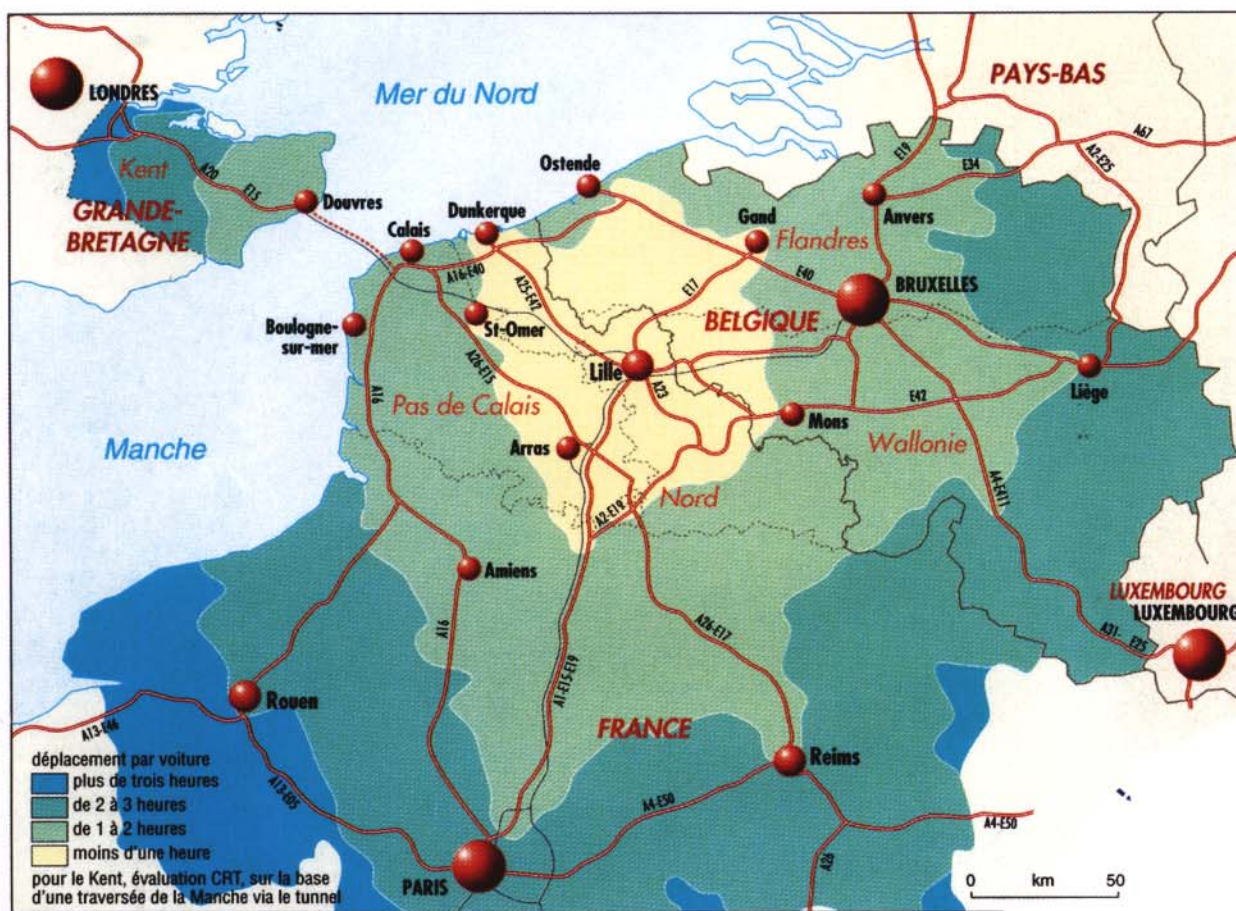 PAYS-BAS
LONDRES
Mer du Nord
A67
A2-E25
E19
Kent
A20
E15
Ostende
E34
GRANDE-
BRETAGNE
Douvres
Dunkerque
Gand
Anvers
Calais
Flandres
A16-E40
A25-E42
E17
E40
BRUXELLES
Boulogne-
sur-mer
St-Omer
BELGIQUE
Lille
A26-E15
A23
Liège
A16
Pas de Calais
E42
Mons
Manche
Arras
Wallonie
Nord
A2-E19
A4-E411
Amiens
LUXEMBOURG
LUXEMBOURG
A16
A26-E17
A31-E25
A1-E15-E19
Rouen
A13-E46
FRANCE
Reims
déplacement par voiture
plus de trois heures
de 2 à 3 heures
de 1 à 2 heures
moins d'une heure
pour le Kent, évaluation CRT, sur la base
d'une traversée de la Manche via le tunnel
A13-E05
A4-E50
A4-E50
A26
PARIS
0 km 50